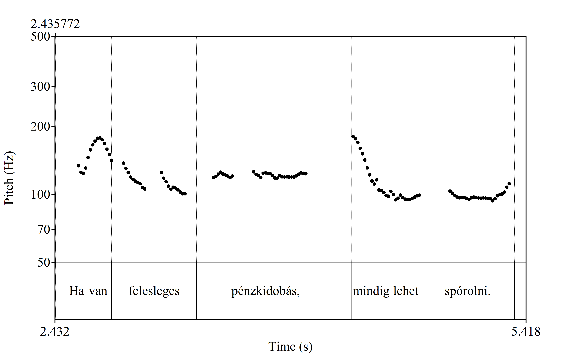 2.435772
500
300
200
100
70
50
Pitch (Hz)
Ha van felesleges pénzkidobás, mindig lehet spórolni.
2.432 5.418
Time (s)